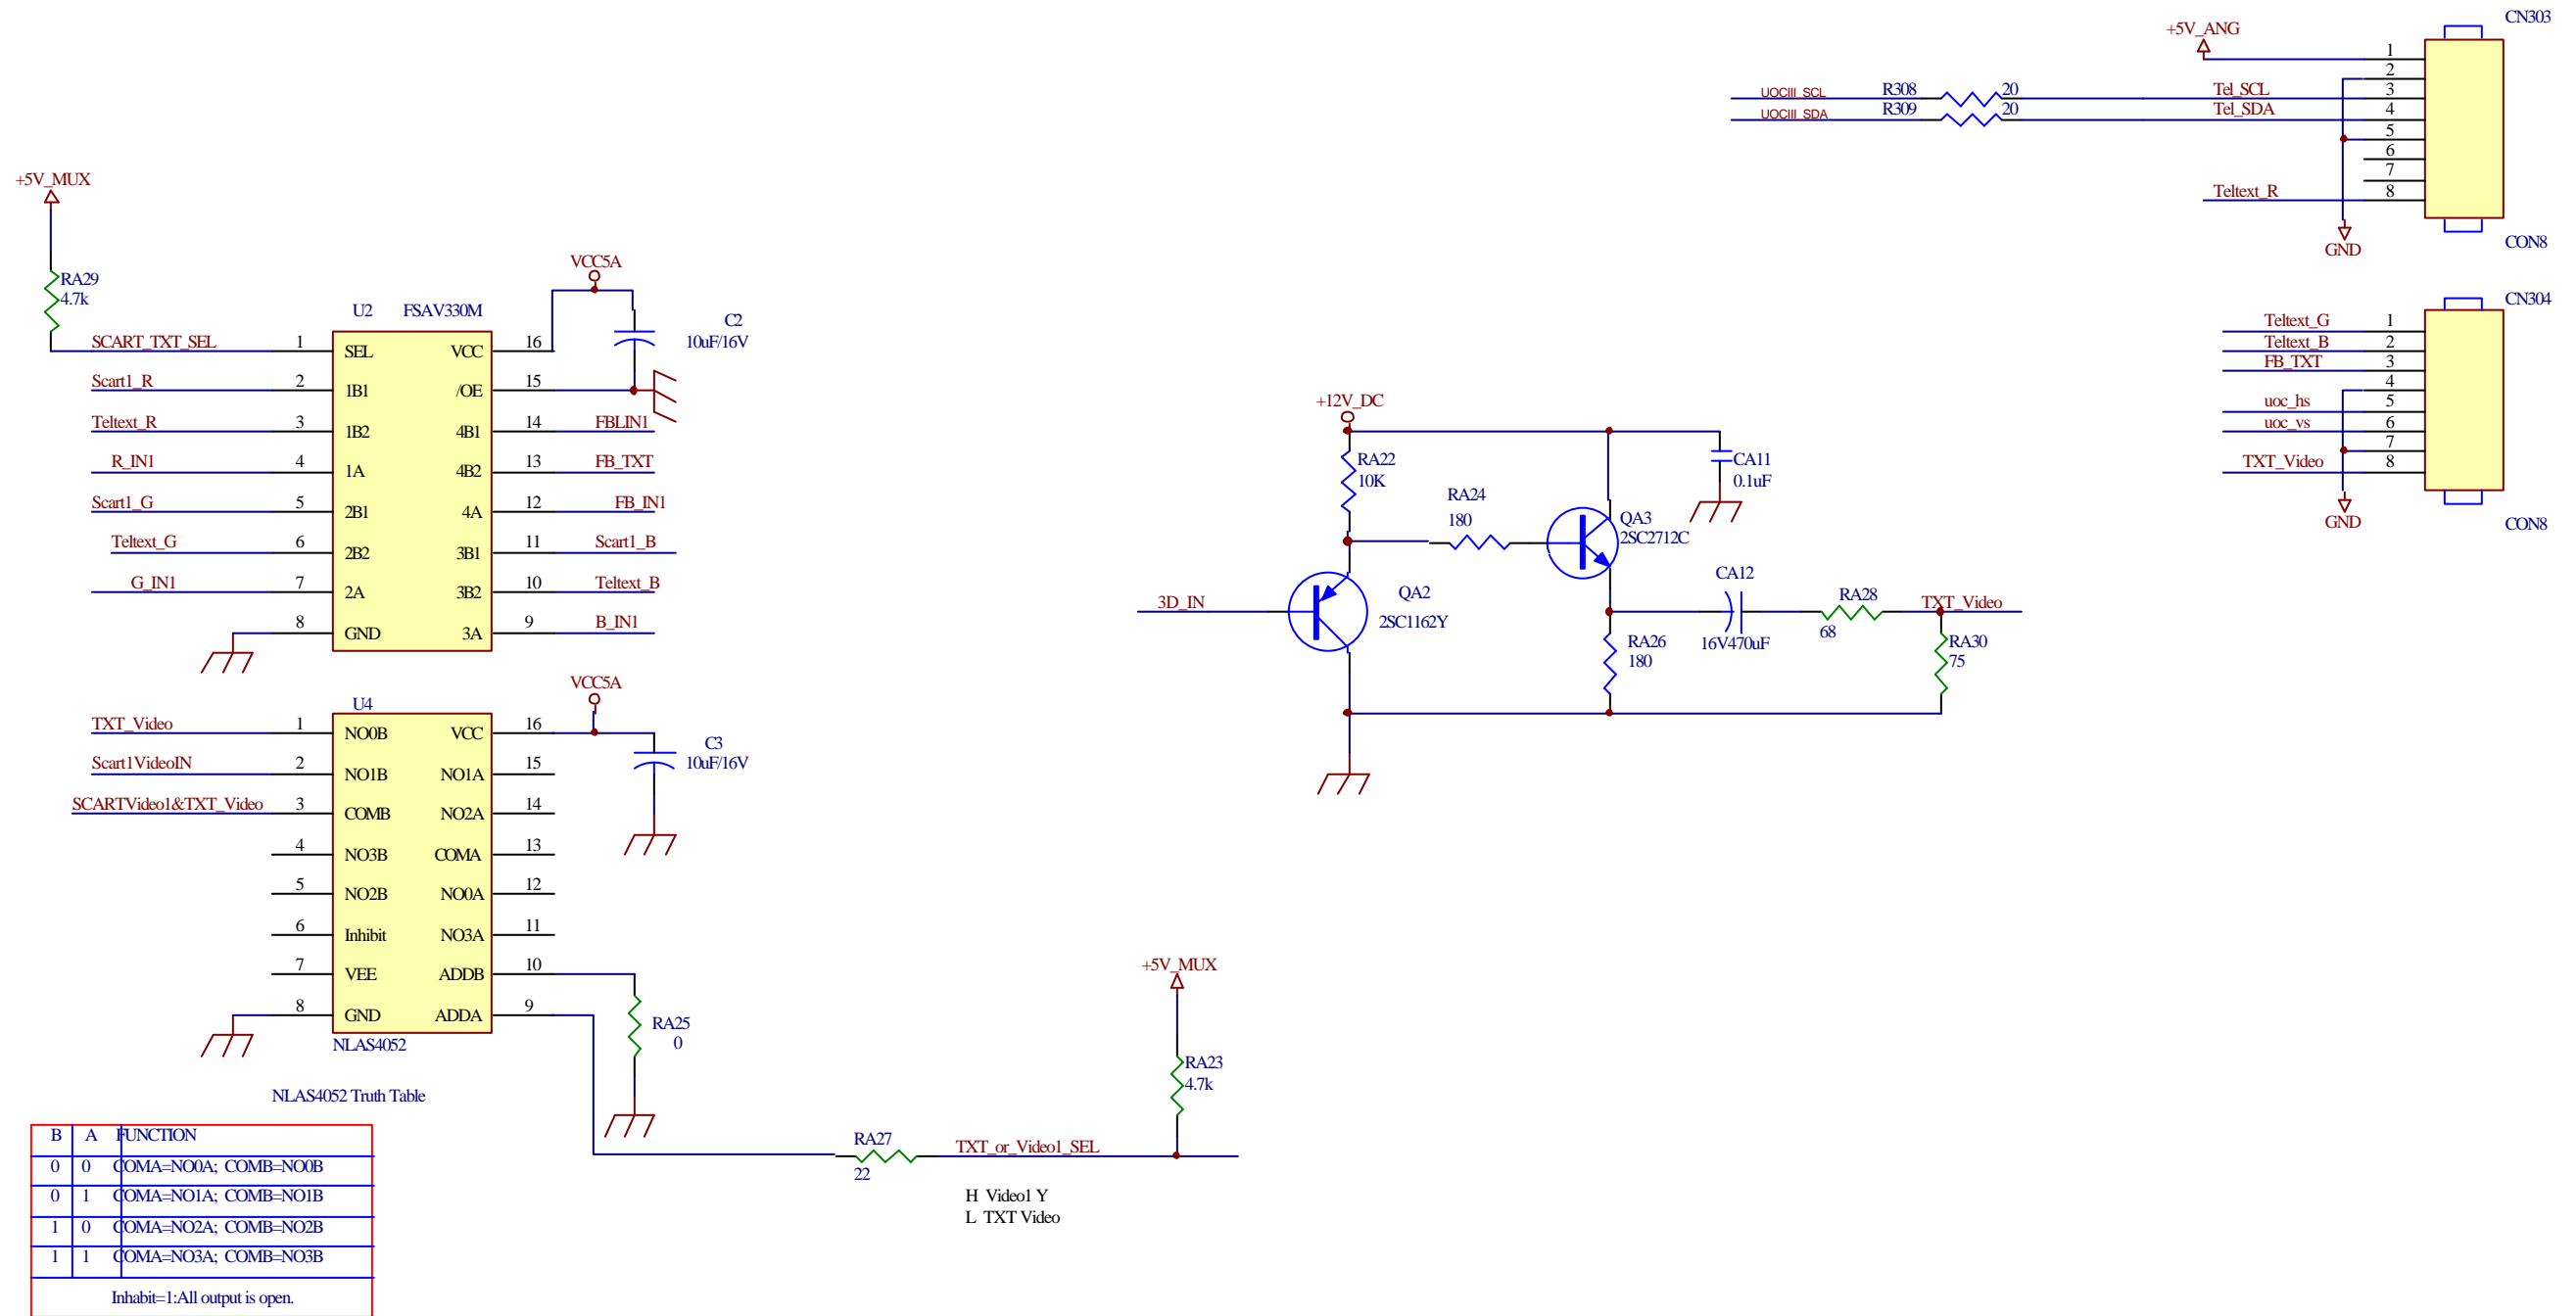 CN303
+5V_ANG
1
2
UOCIII_SCL R308 20 Tel_SCL 3
UOCIII_SDA R309 20 Tel_SDA 4
5
6
7
Teltext_R 8
GND
CON8
CN304
Teltext_G 1
Teltext_B 2
FB_TXT 3
4
uoc_hs 5
uoc_vs 6
7
TXT_Video 8
GND
CON8
+5V_MUX
RA29
4.7k
VCC5A
U2 FSAV330M
C2
10uF/16V
SCART_TXT_SEL 1 SEL VCC 16
Scart1_R 2 1B1 /OE 15
Teltext_R 3 1B2 4B1 14 FBLIN1
R_IN1 4 1A 4B2 13 FB_TXT
Scart1_G 5 2B1 4A 12 FB_IN1
Teltext_G 6 2B2 3B1 11 Scart1_B
G_IN1 7 2A 3B2 10 Teltext_B
8 GND 3A 9 B_IN1
+12V_DC
RA22
10K
CA11
0.1uF
RA24
180
QA3
2SC2712C
3D_IN
QA2
2SC1162Y
CA12
16V470uF
RA28
68
TXT_Video
RA26
180
RA30
75
VCC5A
U4
C3
10uF/16V
TXT_Video 1 NO0B VCC 16
Scart1VideoIN 2 NO1B NO1A 15
SCARTVideo1&TXT_Video 3 COMB NO2A 14
4 NO3B COMA 13
5 NO2B NO0A 12
6 Inhibit NO3A 11
7 VEE ADDB 10
8 GND ADDA 9
NLAS4052
RA25
0
+5V_MUX
RA23
4.7k
RA27
22
TXT_or_Video1_SEL
H Video1 Y
L TXT Video
NLAS4052 Truth Table
B A FUNCTION
0 0 COMA=NO0A; COMB=NO0B
0 1 COMA=NO1A; COMB=NO1B
1 0 COMA=NO2A; COMB=NO2B
1 1 COMA=NO3A; COMB=NO3B
Inhabit=1:All output is open.